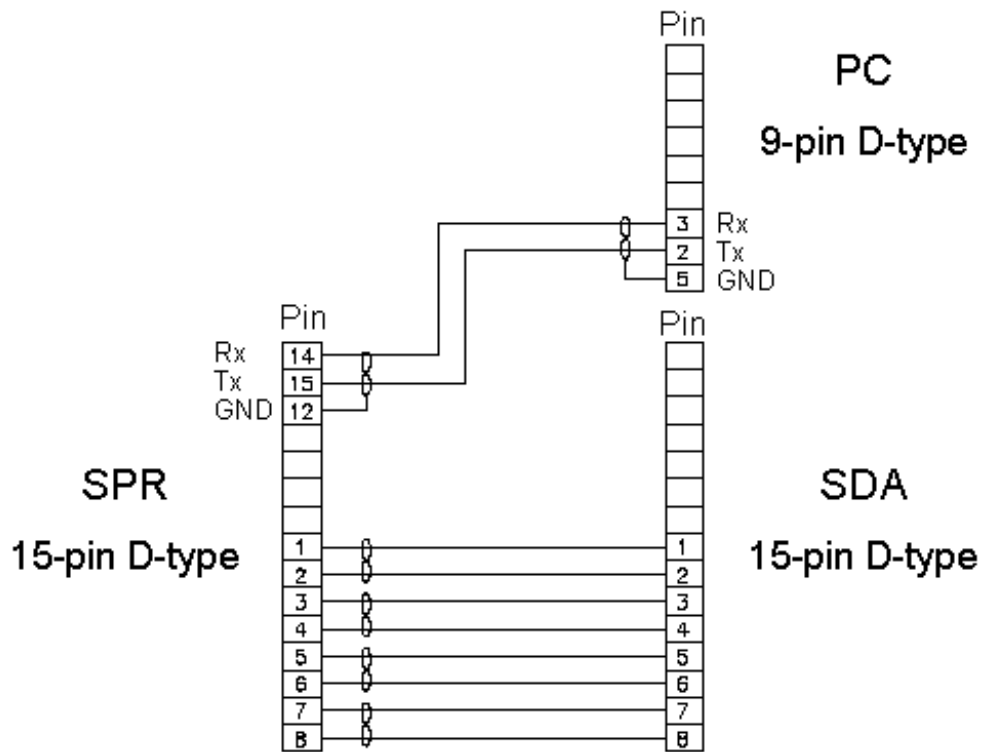 Pin
PC
9-pin D-type
3 Rx
2 Tx
5 GND
Pin
Rx 14
Tx 15
GND 12
SPR
15-pin D-type
1
2
3
4
5
6
7
8
Pin
SDA
15-pin D-type
1
2
3
4
5
6
7
8